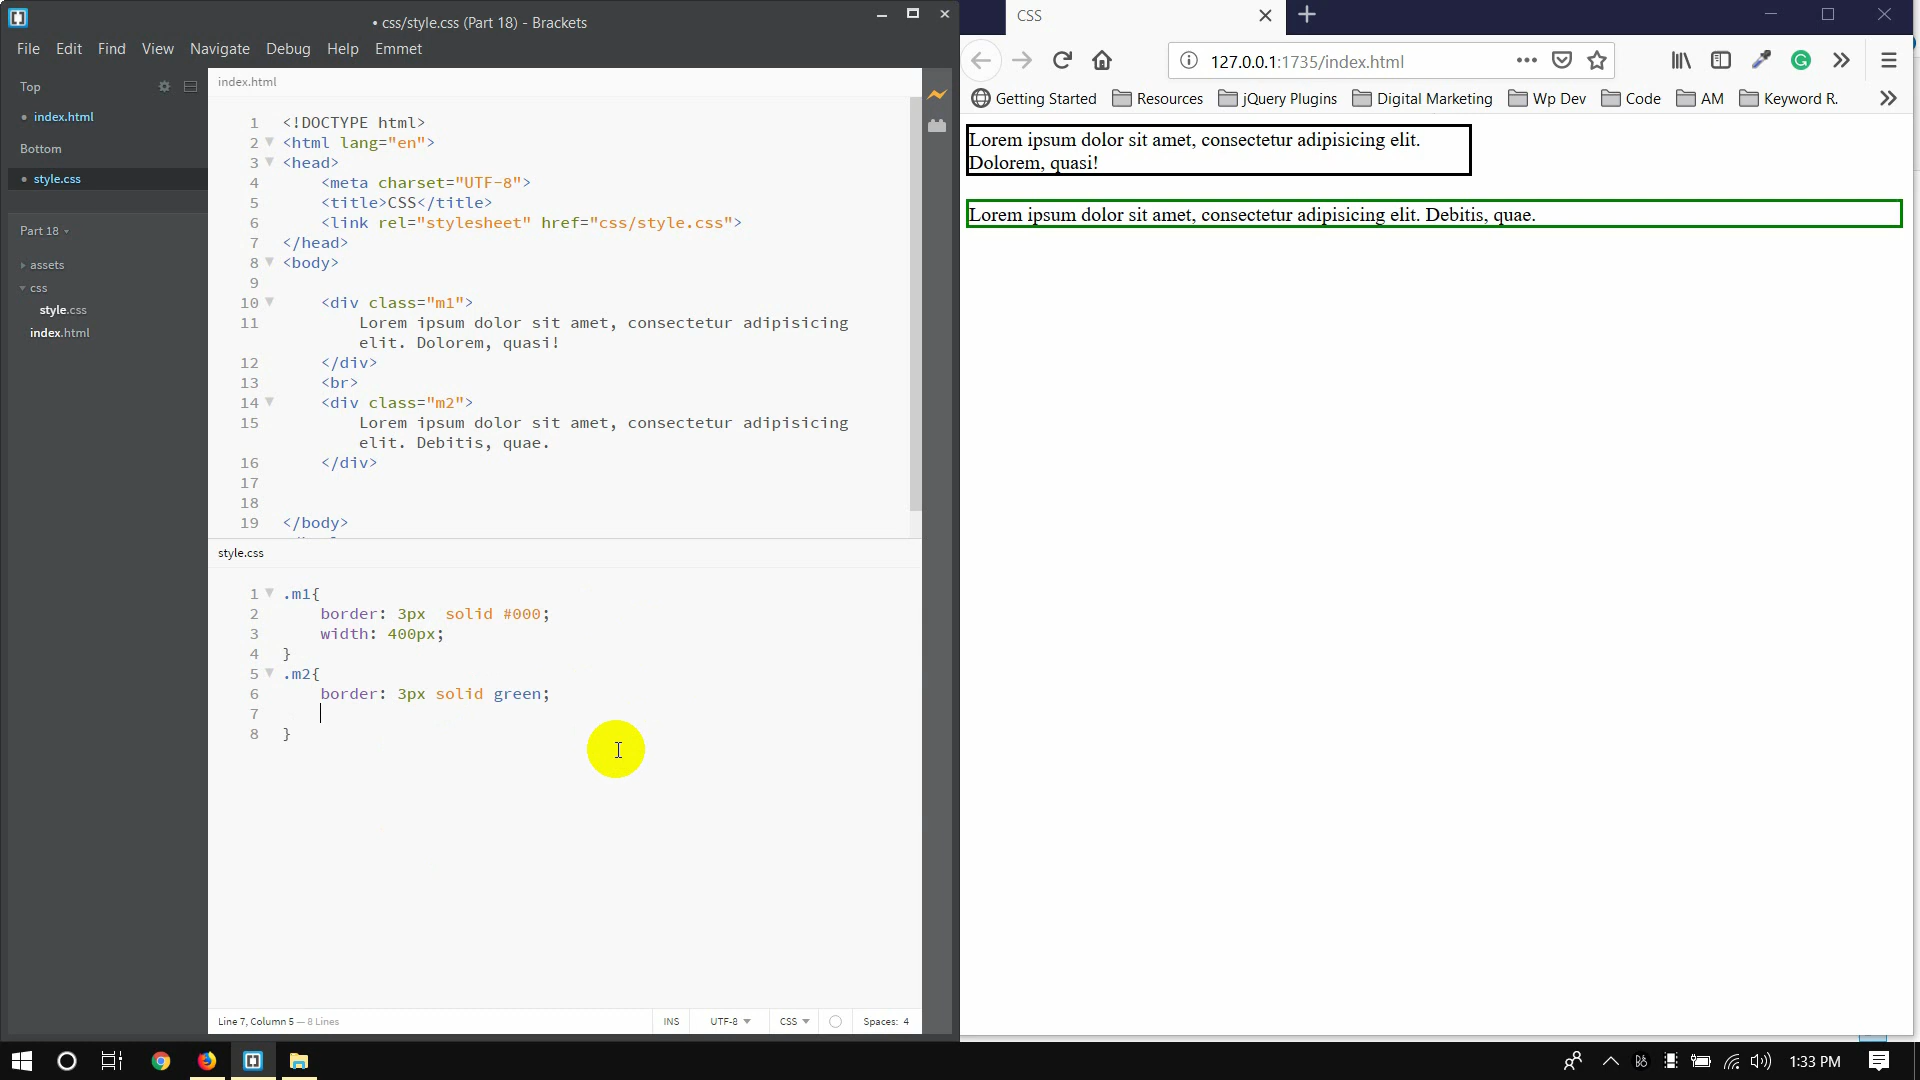 • css/style.css (Part 18) - Brackets
File Edit Find View Navigate Debug Help Emmet
Top
index.html
Bottom
style.css
Part 18
assets
css
style.css
index.html
index.html
1 <!DOCTYPE html>
2 <html lang="en">
3 <head>
4 <meta charset="UTF-8">
5 <title>CSS</title>
6 <link rel="stylesheet" href="css/style.css">
7 </head>
8 <body>
9
10 <div class="m1">
11 Lorem ipsum dolor sit amet, consectetur adipisicing
elit. Dolorem, quasi!
12 </div>
13 <br>
14 <div class="m2">
15 Lorem ipsum dolor sit amet, consectetur adipisicing
elit. Debitis, quae.
16 </div>
17
18
19 </body>
style.css
1 .m1{
2 border: 3px  solid #000;
3 width: 400px;
4 }
5 .m2{
6 border: 3px solid green;
7
8 }
Line 7, Column 5 — 8 Lines
INS UTF-8 CSS Spaces: 4
CSS
127.0.0.1:1735/index.html
Getting Started Resources jQuery Plugins Digital Marketing Wp Dev Code AM Keyword R.
Lorem ipsum dolor sit amet, consectetur adipisicing elit.
Dolorem, quasi!
Lorem ipsum dolor sit amet, consectetur adipisicing elit. Debitis, quae.
1:33 PM